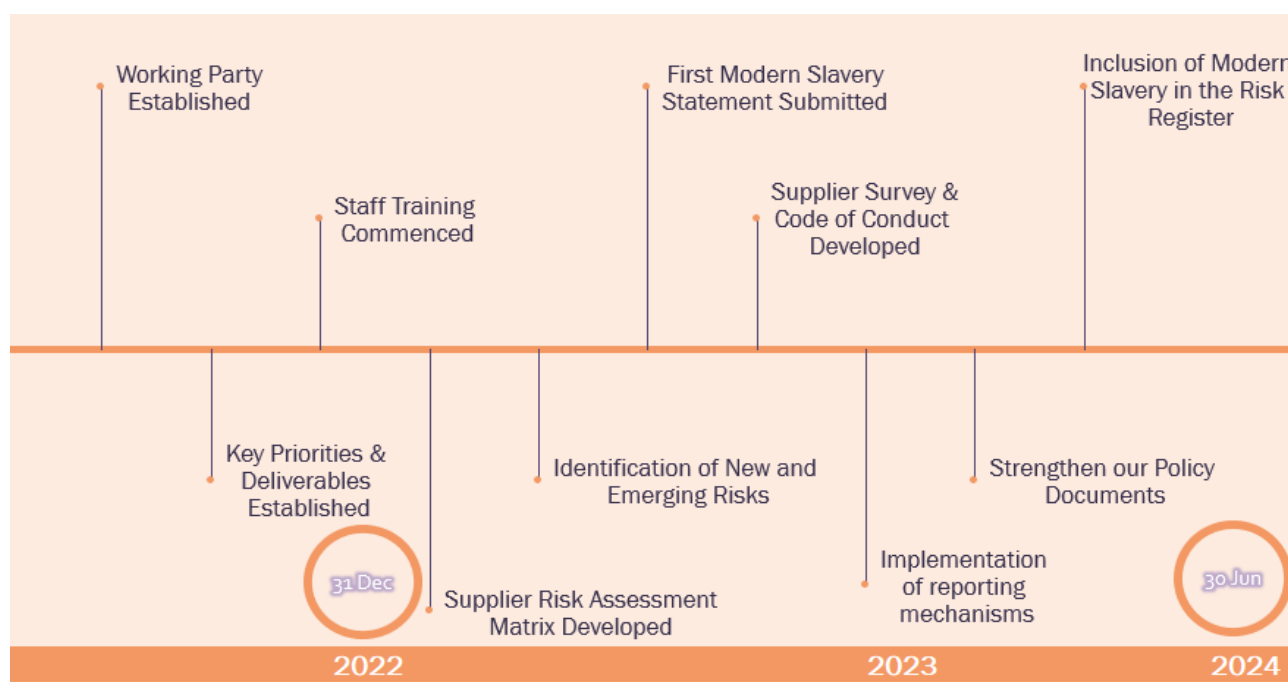 Working Party
Established
First Modern Slavery
Statement Submitted
Inclusion of Modern
Slavery in the Risk
Register
Staff Training
Commenced
Supplier Survey &
Code of Conduct
Developed
Key Priorities &
Deliverables
Established
Identification of New and
Emerging Risks
Strengthen our Policy
Documents
31 Dec
Supplier Risk Assessment
Matrix Developed
Implementation
of reporting
mechanisms
30 Jun
2022
2023
2024